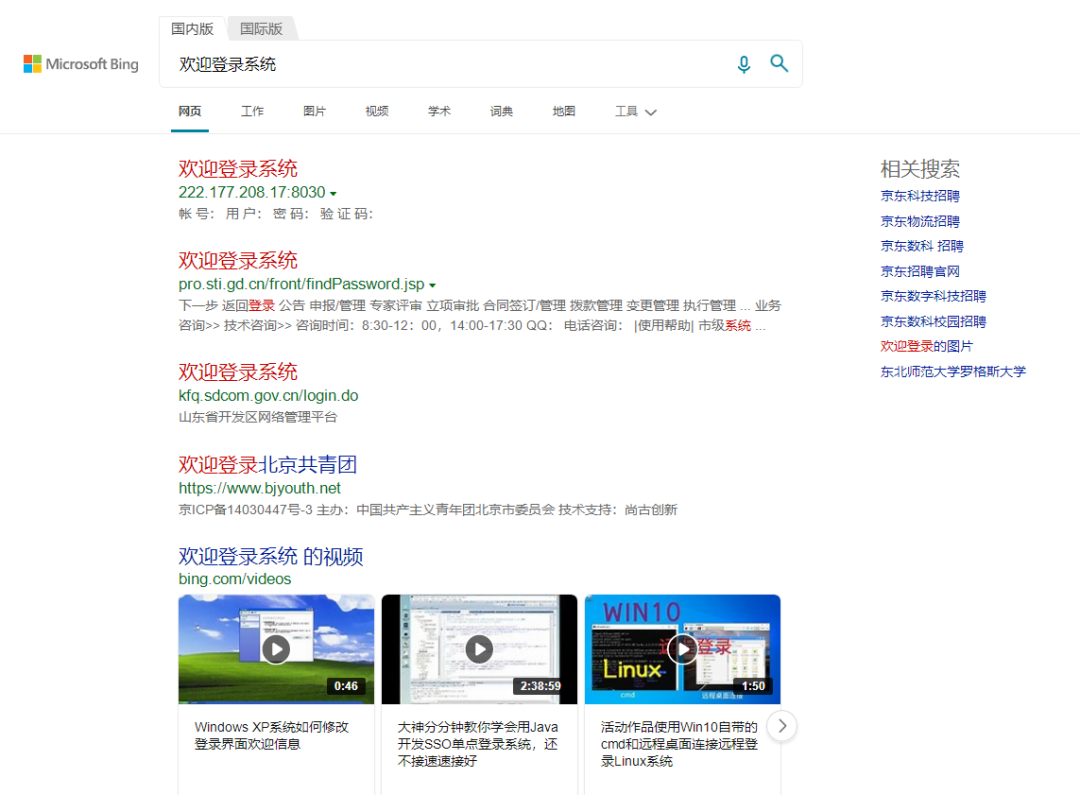 国内版
国际版
Microsoft Bing
欢迎登录系统
网页
工作
图片
视频
学术
词典
地图
工具
欢迎登录系统
222.177.208.17:8030
帐 号： 用 户： 密 码： 验 证 码：
欢迎登录系统
pro.sti.gd.cn/front/findPassword.jsp
下一步 返回登录 公告 申报/管理 专家评审 立项审批 合同签订/管理 拨款管理 变更管理 执行管理 ... 业务
咨询>> 技术咨询>> 咨询时间：8:30-12：00，14:00-17:30 QQ： 电话咨询： |使用帮助| 市级系统 ...
欢迎登录系统
kfq.sdcom.gov.cn/login.do
山东省开发区网络管理平台
欢迎登录北京共青团
https://www.bjyouth.net
京ICP备14030447号-3 主办：中国共产主义青年团北京市委员会 技术支持：尚古创新
欢迎登录系统 的视频
bing.com/videos
0:46
Windows XP系统如何修改
登录界面欢迎信息
2:38:59
大神分分钟教你学会用Java
开发SSO单点登录系统，还
不接速速接好
WIN10
登录
Linux
cmd
远程桌面连接
1:50
活动作品使用Win10自带的
cmd和远程桌面连接远程登
录Linux系统
相关搜索
京东科技招聘
京东物流招聘
京东数科 招聘
京东招聘官网
京东数字科技招聘
京东数科校园招聘
欢迎登录的图片
东北师范大学罗格斯大学